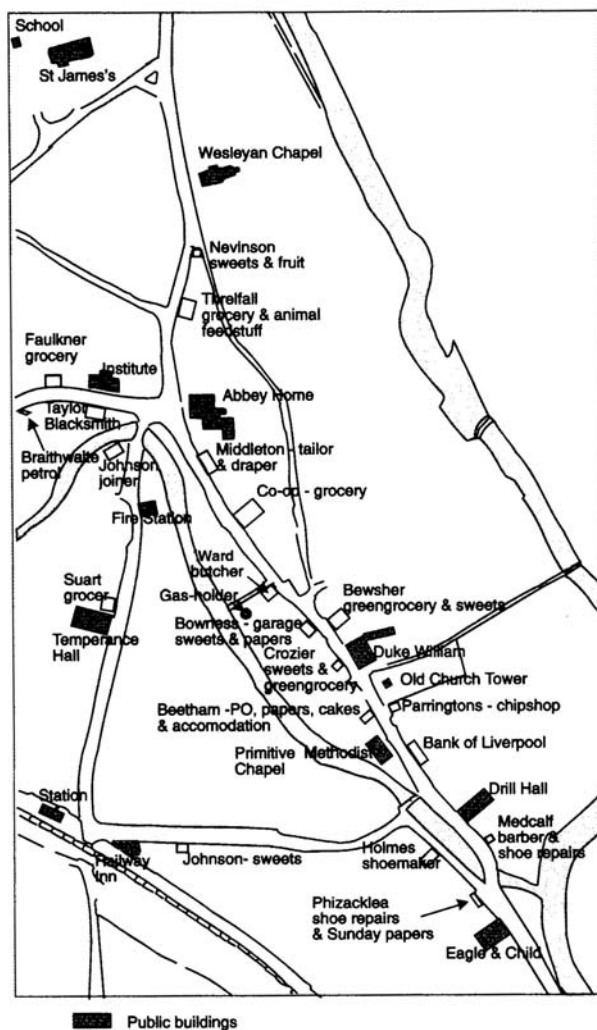 School
St James's
Wesleyan Chapel
Nevinson
sweets & fruit
Threlfall
grocery & animal
feedstuff
Faulkner
grocery
Institute
Abbey Home
Taylor
Blacksmith
Braithwaite
petrol
Johnson
joiner
Middleton - tailor
& draper
Co-op - grocery
Fire Station
Ward
butcher
Gas-holder
Suart
grocer
Temperance
Hall
Bowness - garage
sweets & papers
Bewsher
greengrocery & sweets
Crozier
sweets &
greengrocery
Duke William
Old Church Tower
Beetham -PO, papers, cakes
& accomodation
Parringtons - chipshop
Primitive Methodist
Chapel
Bank of Liverpool
Station
Drill Hall
Railway
Inn
Johnson- sweets
Holmes
shoemaker
Medcalf
barber &
shoe repairs
Phizacklea
shoe repairs
& Sunday papers
Eagle & Child
Public buildings